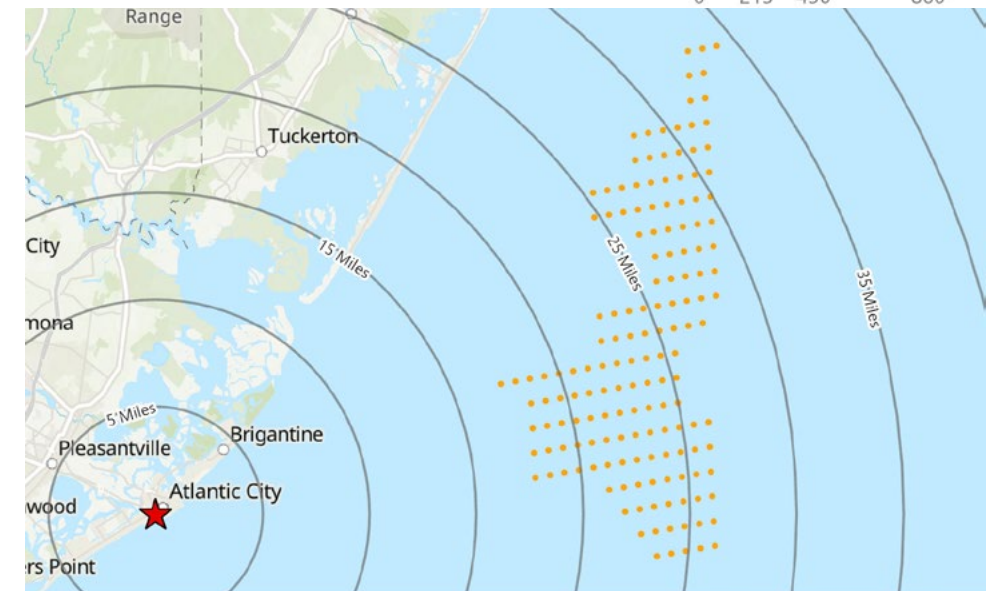 Range
Tuckerton
City
15 Miles
25 Miles
35 Miles
mona
5 Miles
Brigantine
Pleasantville
Atlantic City
wood
rs Point